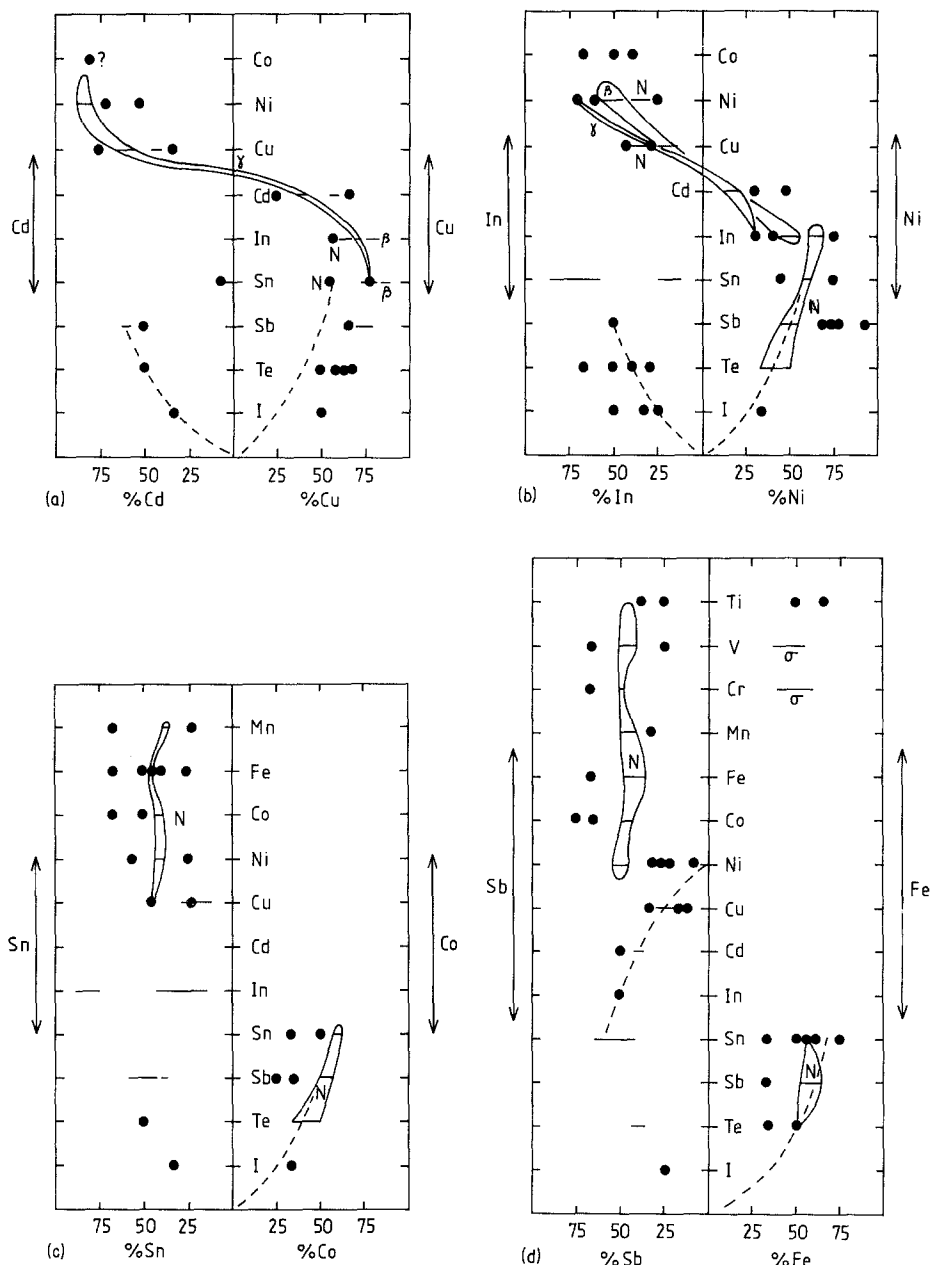 Co
?
Ni
Cu
γ
Cd
Cd
Cu
In
β
N
Sn
N
β
Sb
Te
I
75 50 25 25 50 75
(a) %Cd %Cu
Co
β N
Ni
γ
Cu
N
Cd
In
Ni
In
Sn
N
Sb
Te
I
75 50 25 25 50 75
(b) %In %Ni
Mn
Fe
Co
N
Ni
Cu
Sn
Co
Cd
In
Sn
Sb
N
Te
I
75 50 25 25 50 75
(c) %Sn %Co
Ti
V
σ
Cr
σ
Mn
N
Fe
Co
Ni
Sb
Fe
Cu
Cd
In
Sn
N
Sb
Te
I
75 50 25 25 50 75
(d) %Sb %Fe